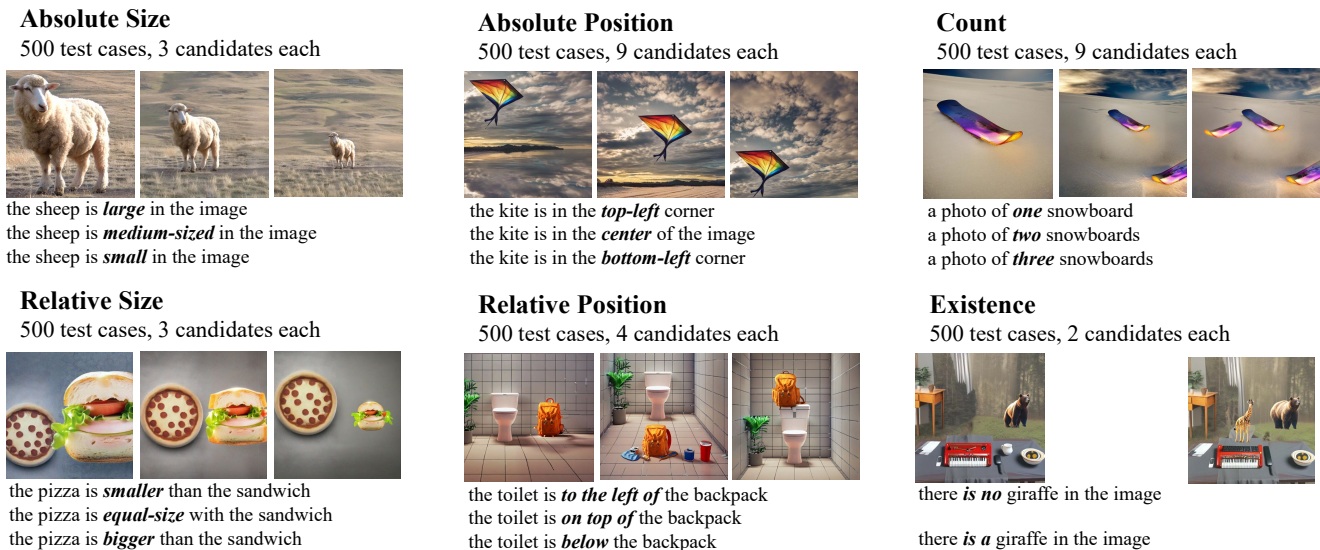 Absolute Size
500 test cases, 3 candidates each
the sheep is large in the image
the sheep is medium-sized in the image
the sheep is small in the image
Absolute Position
500 test cases, 9 candidates each
the kite is in the top-left corner
the kite is in the center of the image
the kite is in the bottom-left corner
Count
500 test cases, 9 candidates each
a photo of one snowboard
a photo of two snowboards
a photo of three snowboards
Relative Size
500 test cases, 3 candidates each
the pizza is smaller than the sandwich
the pizza is equal-size with the sandwich
the pizza is bigger than the sandwich
Relative Position
500 test cases, 4 candidates each
the toilet is to the left of the backpack
the toilet is on top of the backpack
the toilet is below the backpack
Existence
500 test cases, 2 candidates each
there is no giraffe in the image
there is a giraffe in the image